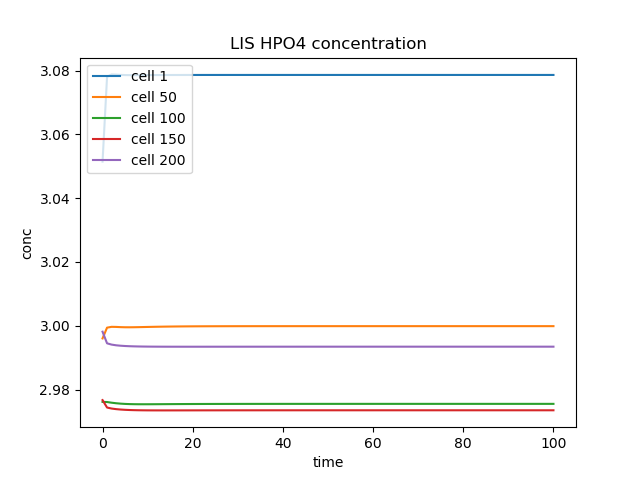 LIS HPO4 concentration
3.08
3.06
3.04
3.02
3.00
2.98
conc
cell 1
cell 50
cell 100
cell 150
cell 200
0 20 40 60 80 100
time